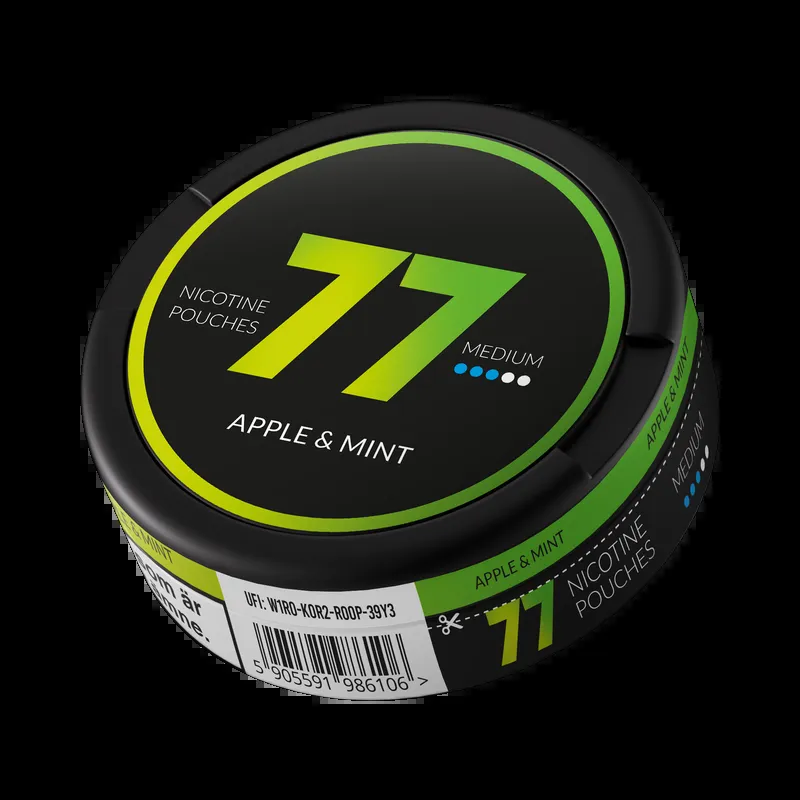 77
NICOTINE
POUCHES
MEDIUM
APPLE & MINT
APPLE & MINT
MEDIUM
APPLE & MINT
NICOTINE
POUCHES
77
& MINT
som är
UFI: W1R0-K0R2-R00P-39Y3
5 905591 986106 >